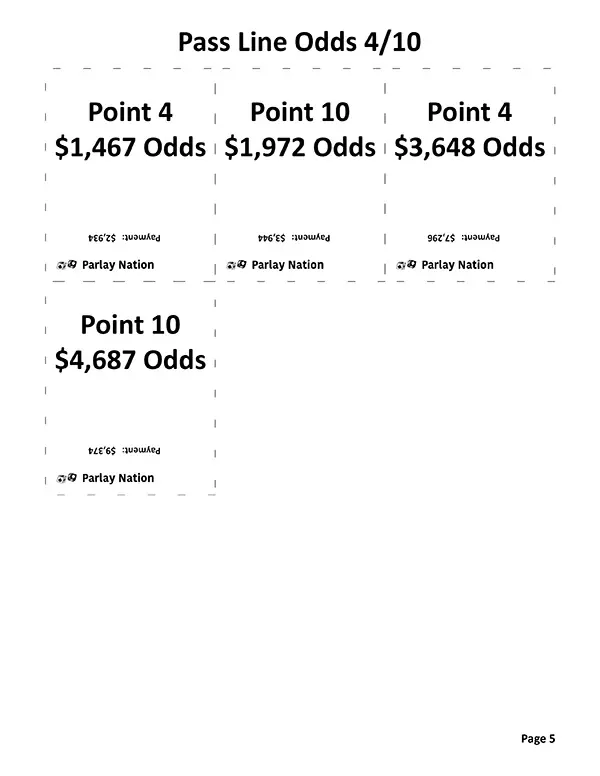 Pass Line Odds 4/10
Point 4
$1,467 Odds
Payment: $2,934
Parlay Nation
Point 10
$1,972 Odds
Payment: $3,944
Parlay Nation
Point 4
$3,648 Odds
Payment: $7,296
Parlay Nation
Point 10
$4,687 Odds
Payment: $9,374
Parlay Nation
Page 5